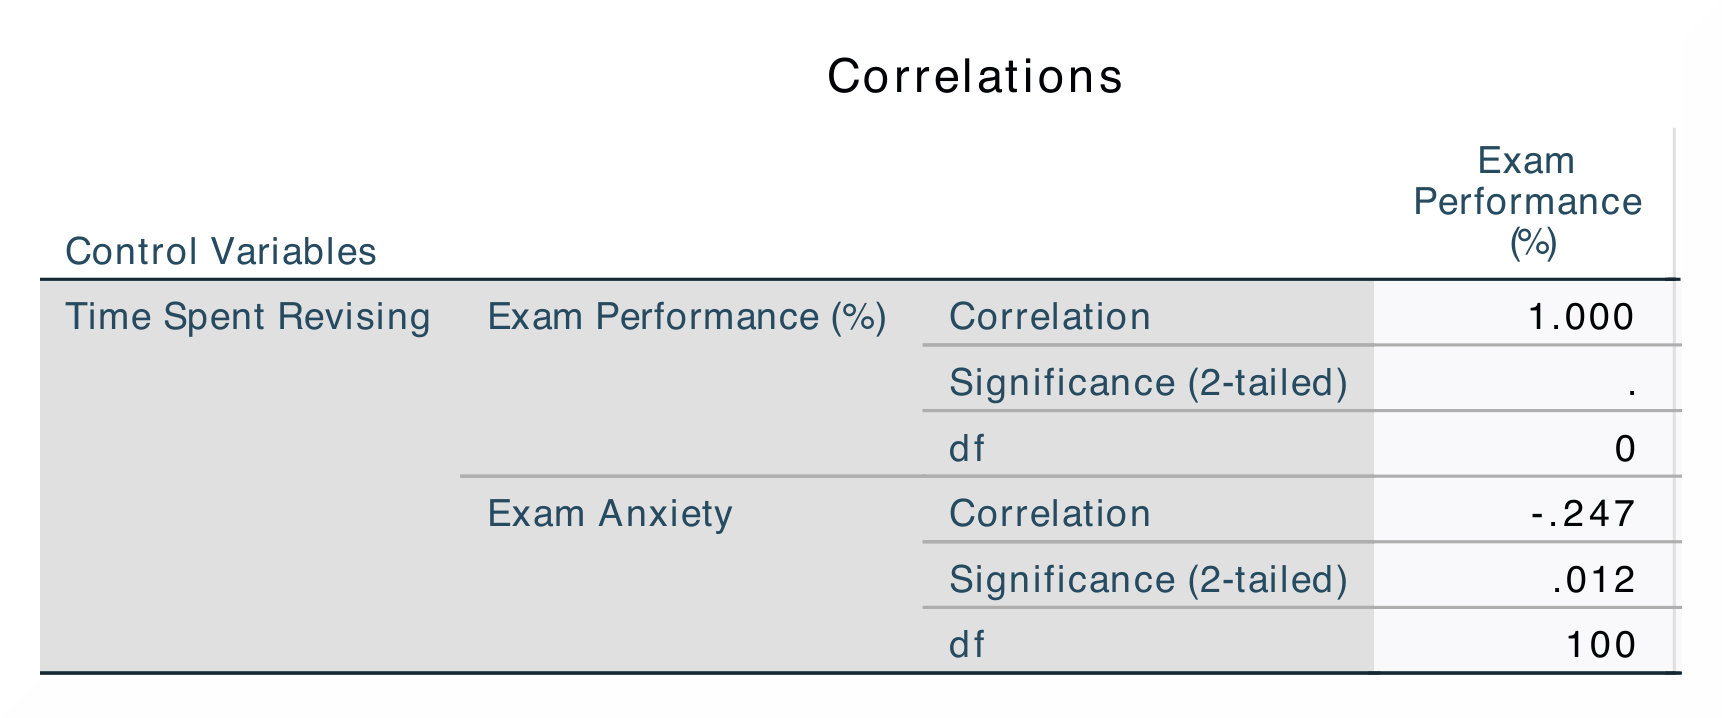 Correlations
Exam
Performance
(%)
Control Variables
Time Spent Revising Exam Performance (%) Correlation 1.000
Significance (2-tailed) .
df 0
Exam Anxiety Correlation -.247
Significance (2-tailed) .012
df 100